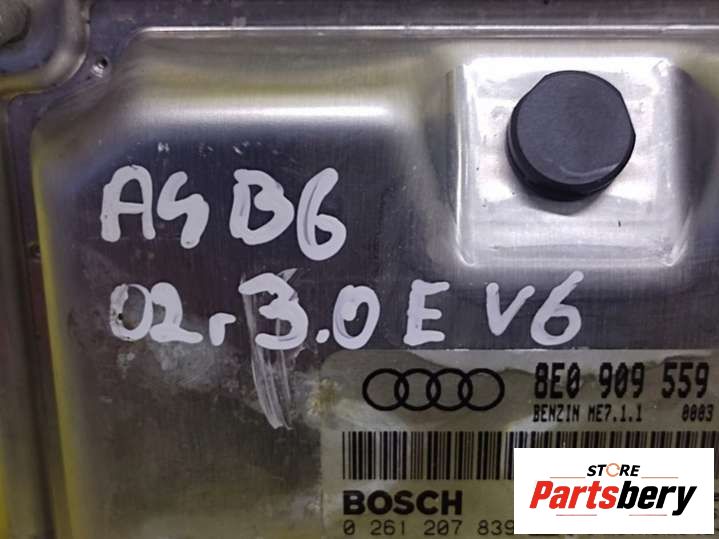 A4 B6
02r 3.0 E V6
8E0 909 559
BENZIN ME7.1.1 0003
BOSCH
0 261 207 839
STORE
Partsbery